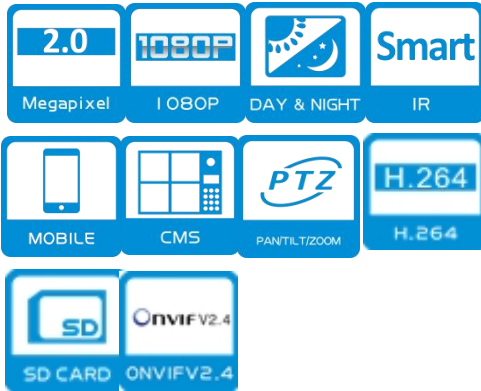 2.0
Megapixel
1080P
1080P
DAY & NIGHT
Smart
IR
MOBILE
CMS
PTZ
PAN/TILT/ZOOM
H.264
H.264
SD
SD CARD
ONVIF V2.4
ONVIFV2.4